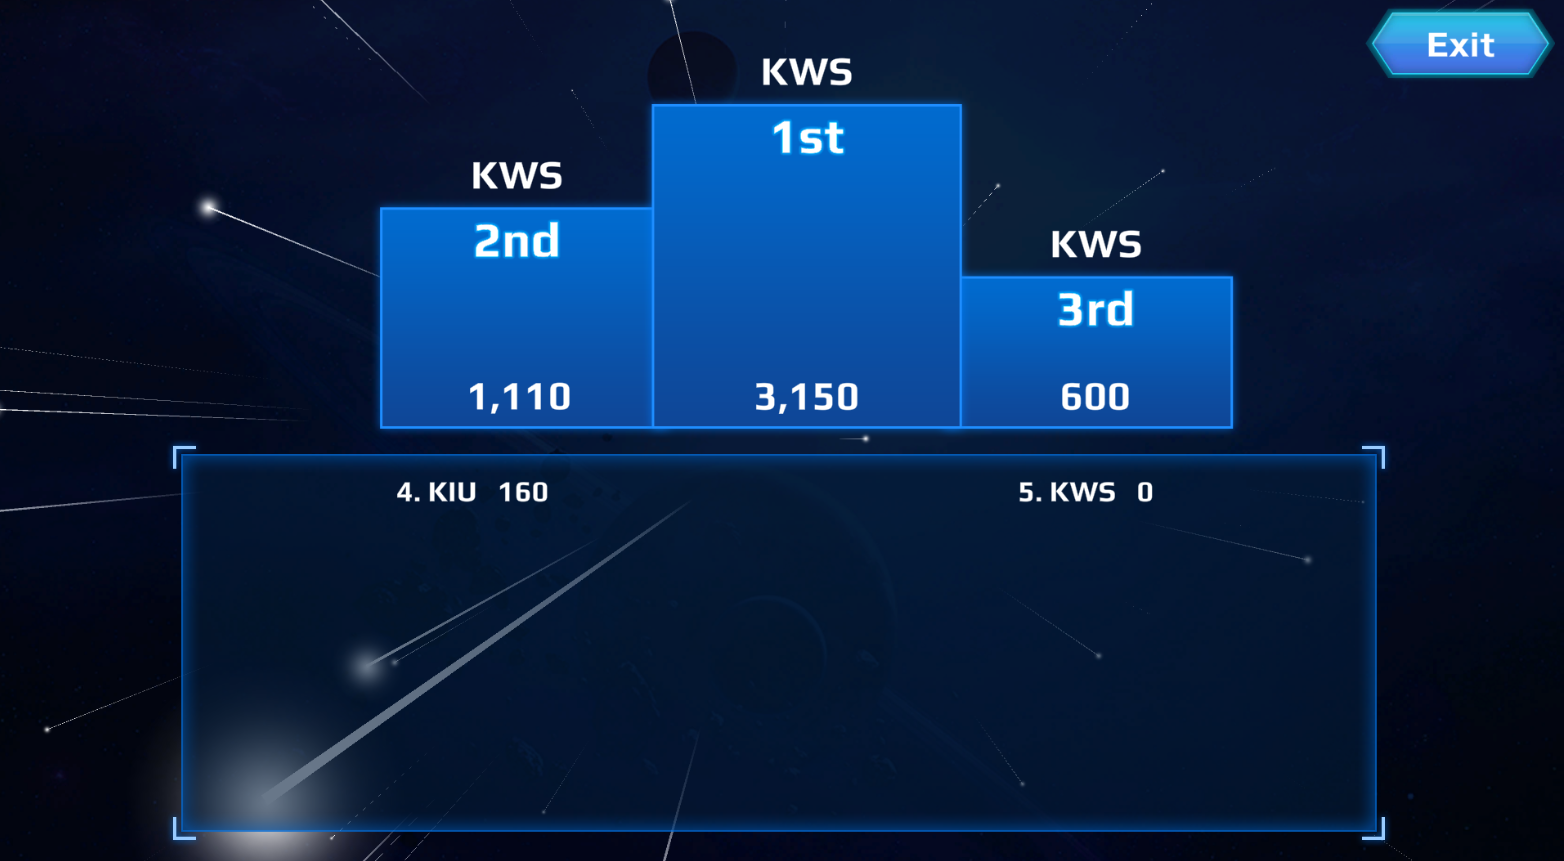 Exit
KWS
1st
3,150
KWS
2nd
1,110
KWS
3rd
600
4. KIU 160
5. KWS 0